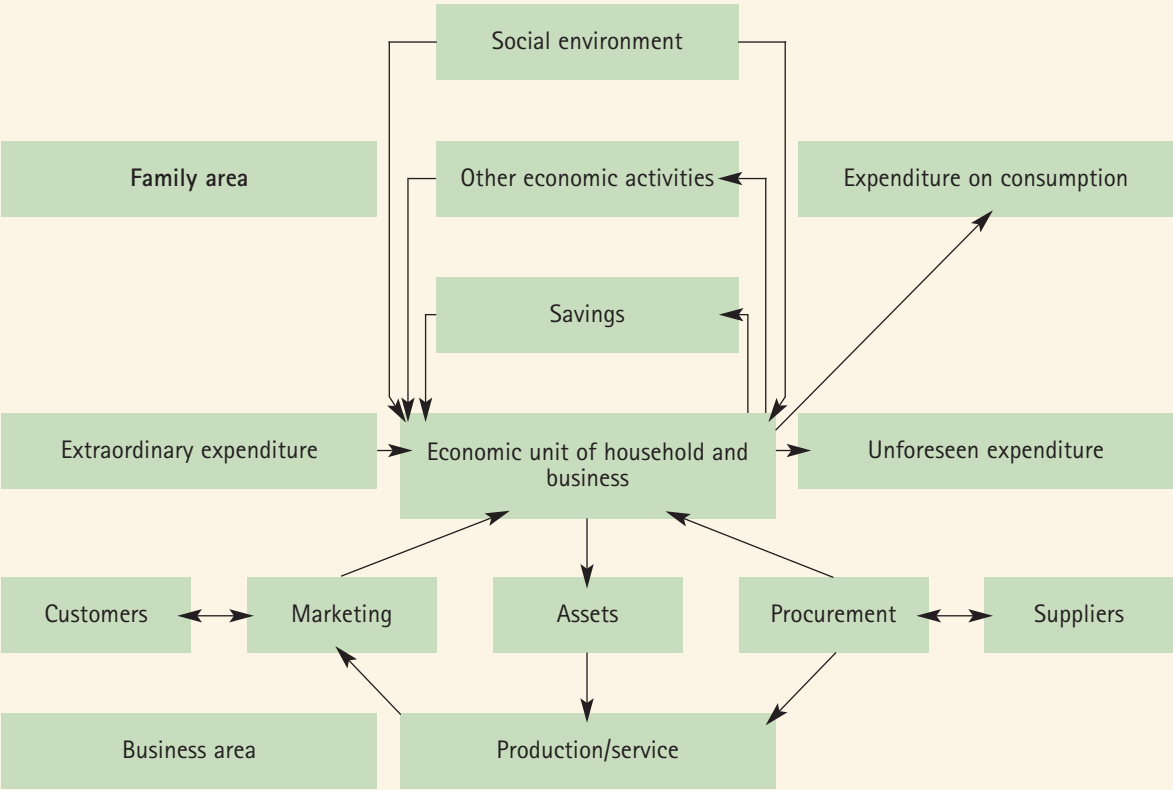 Social environment
Family area
Other economic activities
Expenditure on consumption
Savings
Extraordinary expenditure
Economic unit of household and
business
Unforeseen expenditure
Customers
Marketing
Assets
Procurement
Suppliers
Business area
Production/service